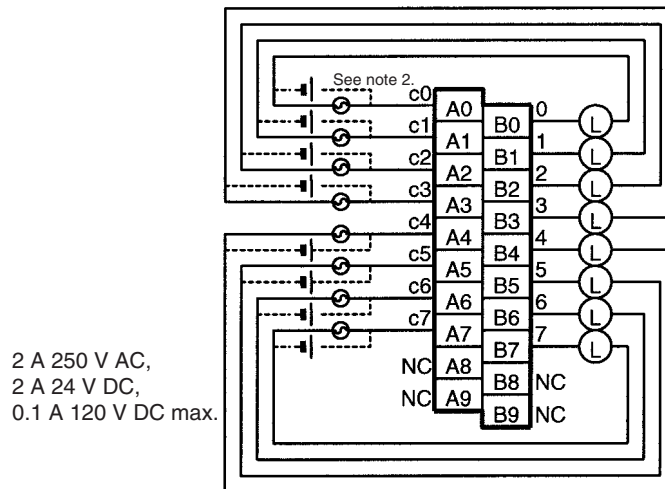 See note 2.
c0 A0 B0 0 L
c1 A1 B1 1 L
c2 A2 B2 2 L
c3 A3 B3 3 L
c4 A4 B4 4 L
c5 A5 B5 5 L
c6 A6 B6 6 L
c7 A7 B7 7 L
NC A8 B8 NC
NC A9 B9 NC
2 A 250 V AC,
2 A 24 V DC,
0.1 A 120 V DC max.